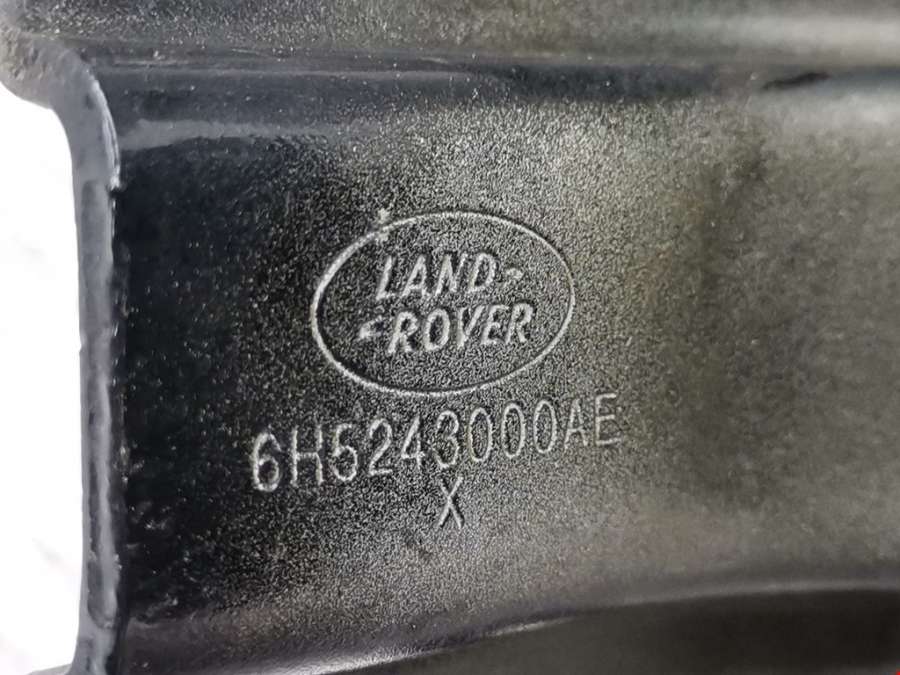 LAND-
-ROVER
6H5243000AE
X